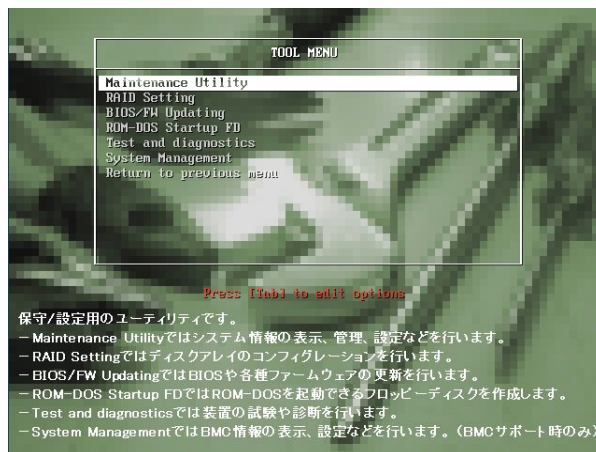 TOOL MENU
Maintenance Utility
RAID Setting
BIOS/FW Updating
ROM-DOS Startup FD
Test and diagnostics
System Management
Return to previous menu
Press [Tab] to edit options
保守/設定用のユーティリティです。
－Maintenance Utilityではシステム情報の表示、管理、設定などを行います。
－RAID Settingではディスクアレイのコンフィグレーションを行います。
－BIOS/FW UpdatingではBIOSや各種ファームウェアの更新を行います。
－ROM-DOS Startup FDではROM-DOSを起動できるフロッピーディスクを作成します。
－Test and diagnosticsでは装置の試験や診断を行います。
－System ManagementではBMC情報の表示、設定などを行います。（BMCサポート時のみ）